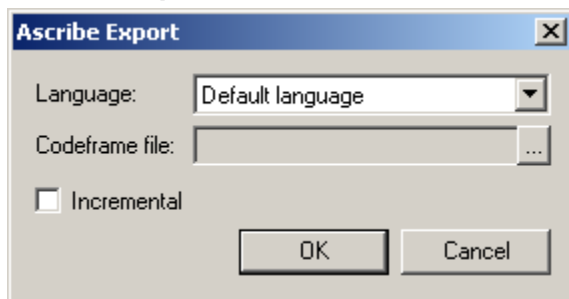 Ascribe Export
Language: Default language
Codeframe file: ...
Incremental
OK Cancel